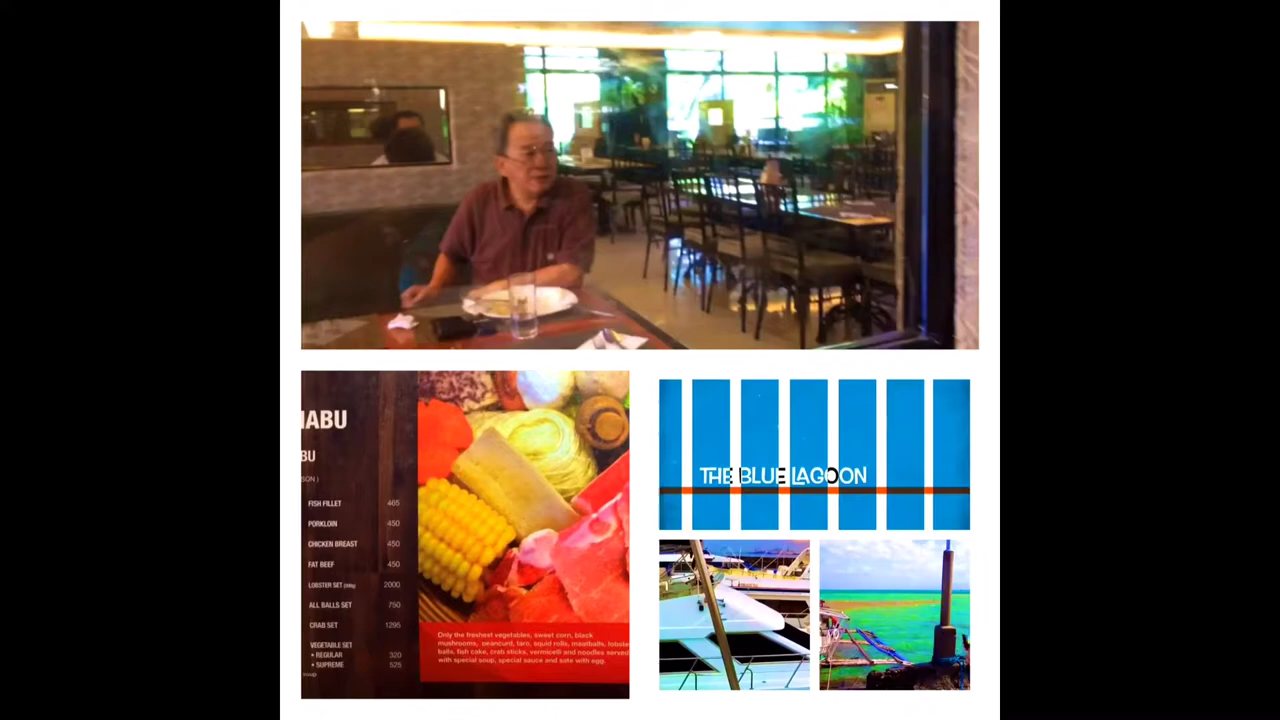 IABU
BU
SON )
FISH FILLET 465
PORKLOIN 450
CHICKEN BREAST 450
FAT BEEF 450
LOBSTER SET 2000
ALL BALLS SET 750
CRAB SET 1295
VEGETABLE SET
• REGULAR 320
• SUPREME 525
Only the freshest vegetables, sweet corn, black
mushrooms, seancurd, taro, squid rolls, meatballs, lobster
balls, fish cake, crab sticks, vermicelli and noodles served
with special soup, special sauce and sate with egg.
THE BLUE LAGOON